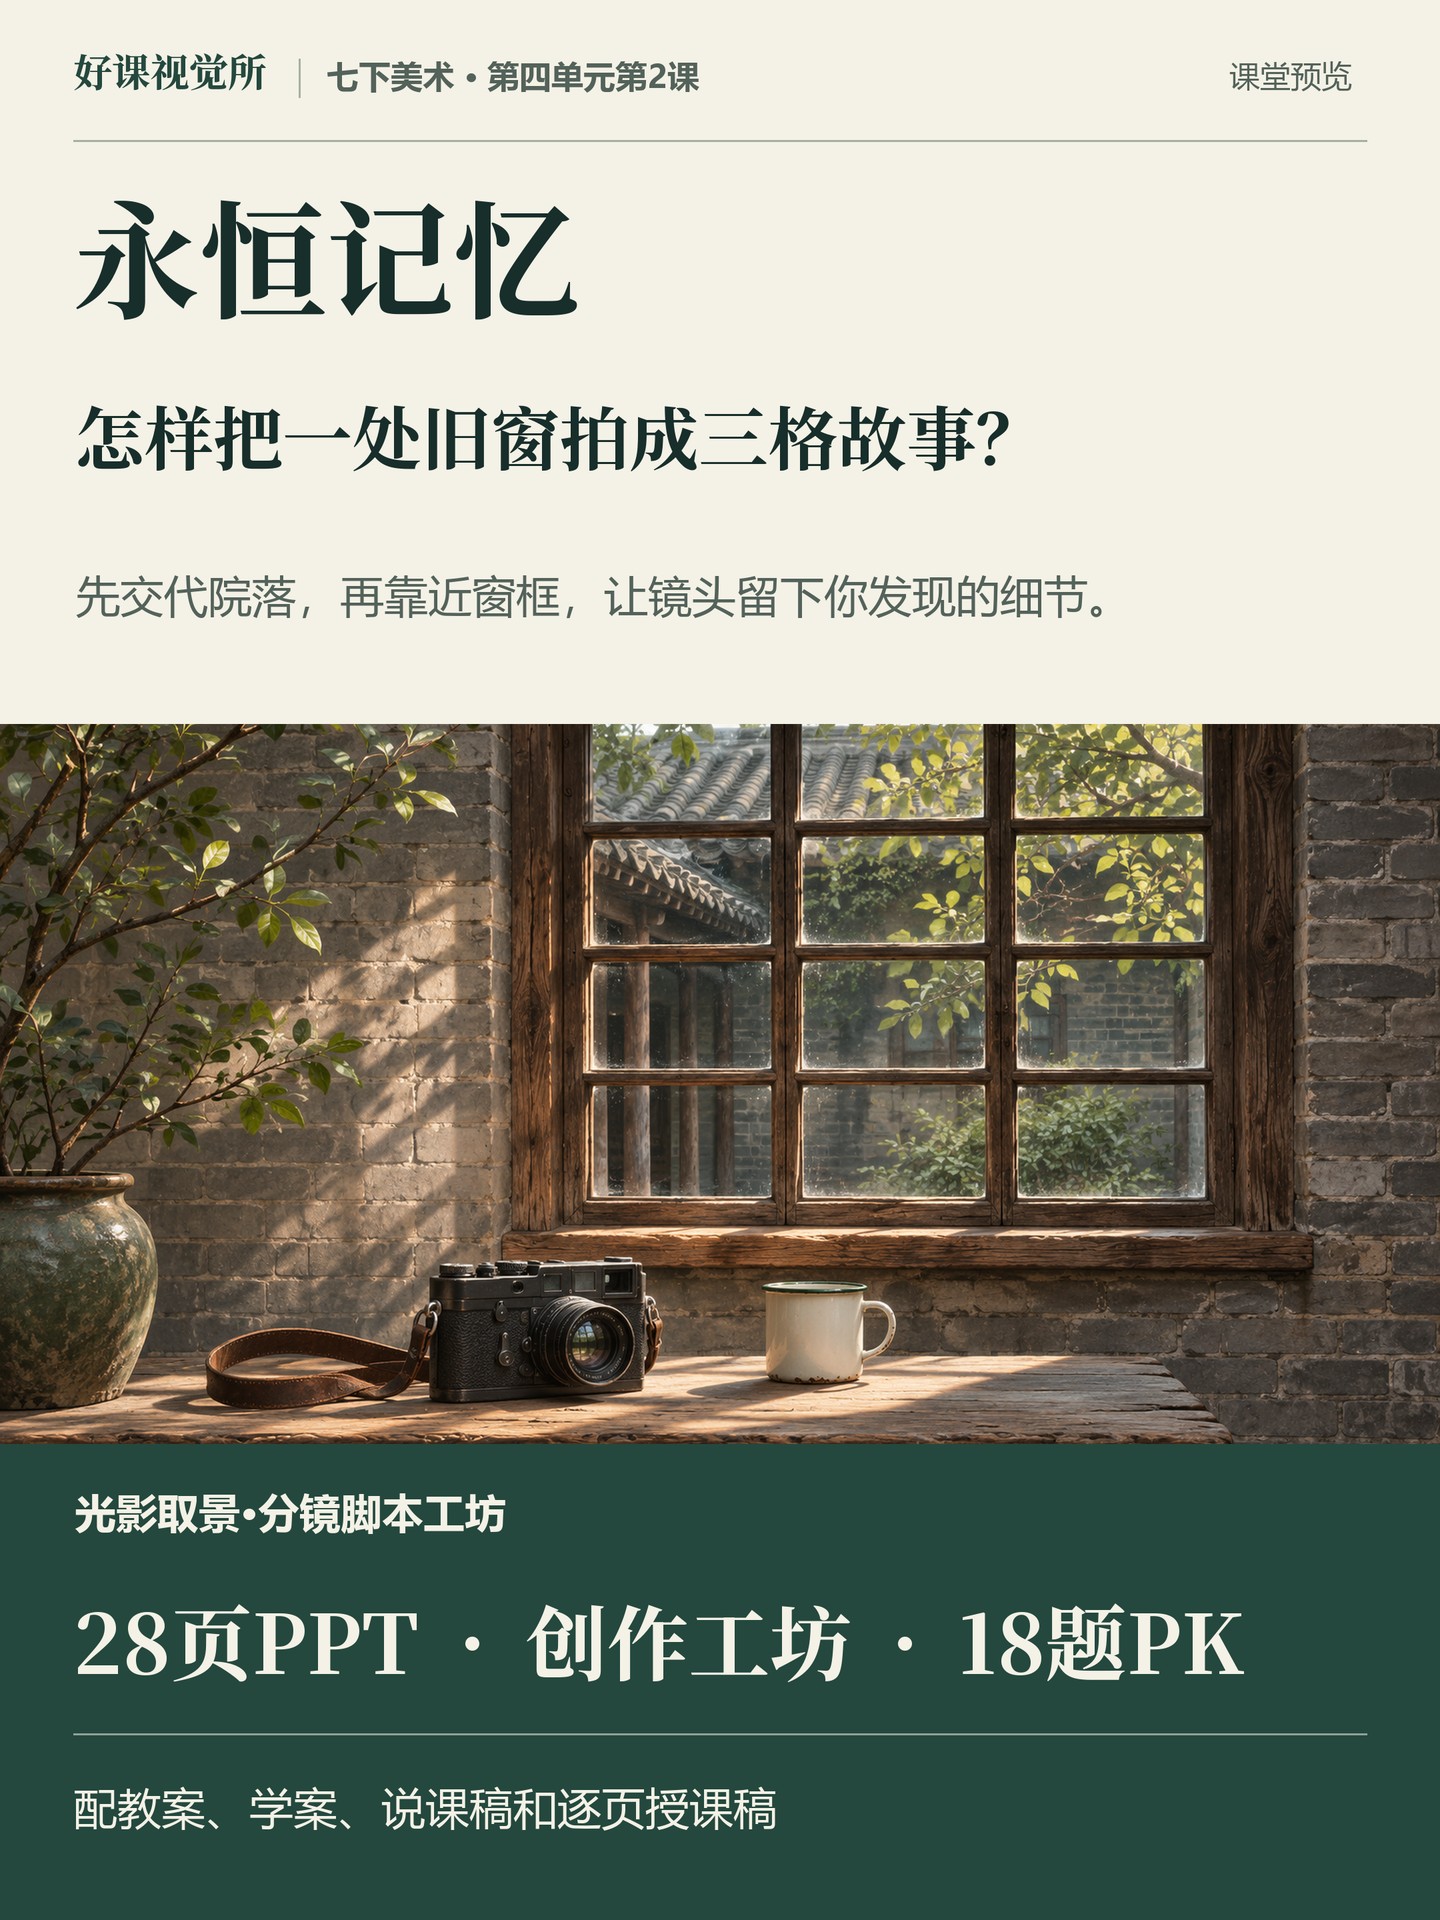 好课视觉所 | 七下美术 • 第四单元第2课
课堂预览
永恒记忆
怎样把一处旧窗拍成三格故事？
先交代院落，再靠近窗框，让镜头留下你发现的细节。
光影取景•分镜脚本工坊
28页PPT · 创作工坊 · 18题PK
配教案、学案、说课稿和逐页授课稿